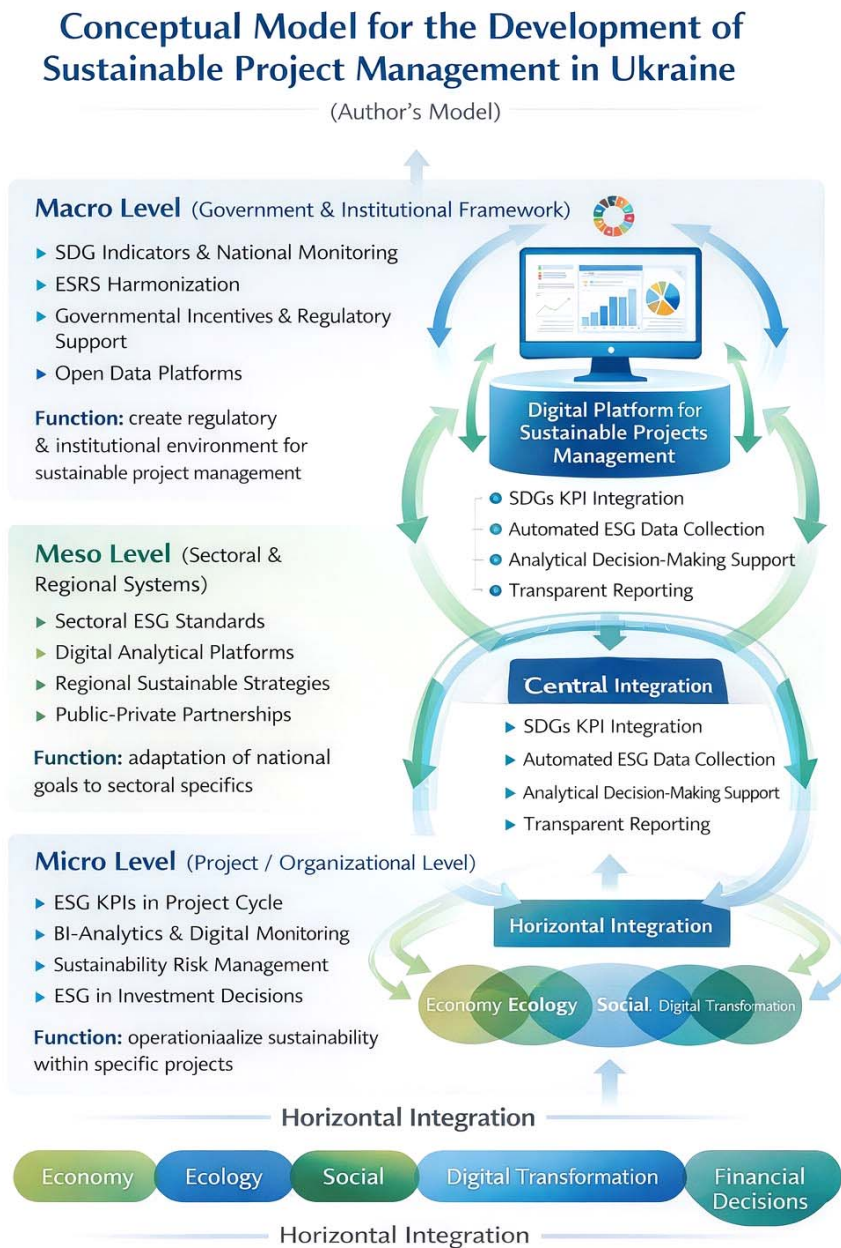 Conceptual Model for the Development of
Sustainable Project Management in Ukraine
(Author's Model)
Macro Level (Government & Institutional Framework)
SDG Indicators & National Monitoring
ESRS Harmonization
Governmental Incentives & Regulatory
Support
Open Data Platforms
Function: create regulatory
& institutional environment for
sustainable project management
Digital Platform for
Sustainable Projects
Management
SDGs KPI Integration
Automated ESG Data Collection
Analytical Decision-Making Support
Transparent Reporting
Meso Level (Sectoral &
Regional Systems)
Sectoral ESG Standards
Digital Analytical Platforms
Regional Sustainable Strategies
Public-Private Partnerships
Function: adaptation of national
goals to sectoral specifics
Central Integration
SDGs KPI Integration
Automated ESG Data Collection
Analytical Decision-Making Support
Transparent Reporting
Micro Level (Project / Organizational Level)
ESG KPIs in Project Cycle
BI-Analytics & Digital Monitoring
Sustainability Risk Management
ESG in Investment Decisions
Function: operationiaalize sustainability
within specific projects
Horizontal Integration
Economy Ecology Social. Digital Transformation
Horizontal Integration
Economy Ecology Social Digital Transformation Financial
Decisions
Horizontal Integration